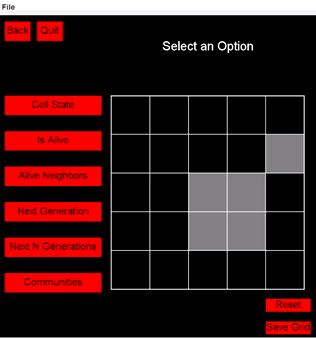 File
Back Quit
Select an Option
Cell State
Is Alive
Alive Neighbors
Next Generation
Next N Generations
Communities
Reset
Save Grid